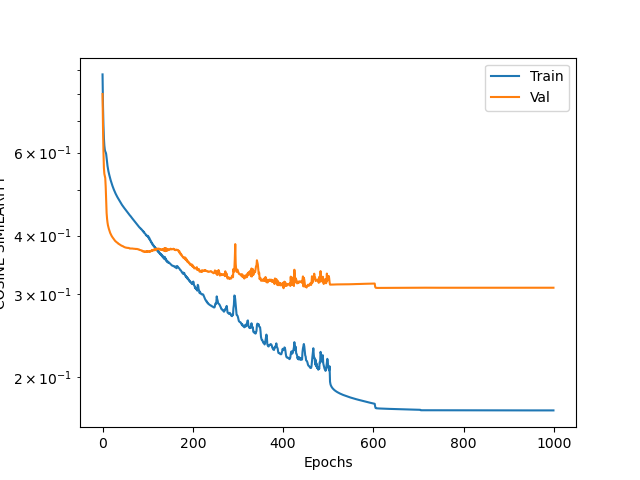 Train
Val
6 × 10⁻¹
4 × 10⁻¹
3 × 10⁻¹
2 × 10⁻¹
COSINE SIMILARITY
0 200 400 600 800 1000
Epochs